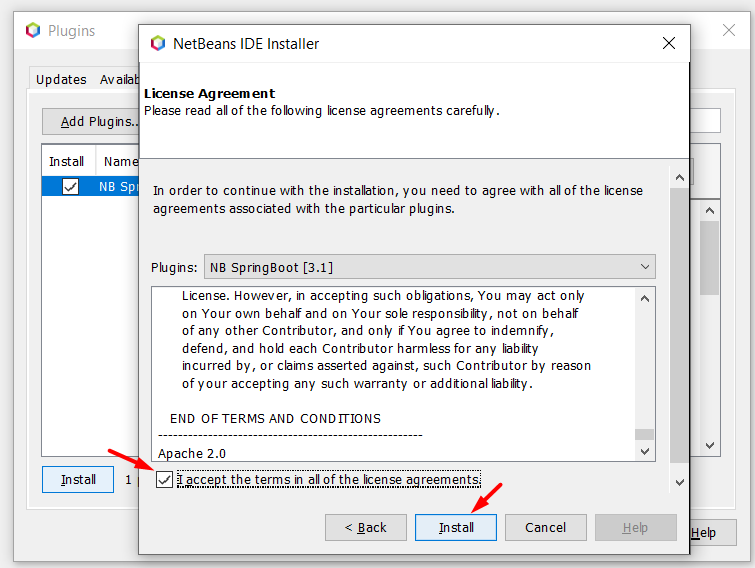 Plugins
NetBeans IDE Installer
Updates
License Agreement
Please read all of the following license agreements carefully.
Add Plugins..
Install Name
NB
In order to continue with the installation, you need to agree with all of the license
agreements associated with the particular plugins.
Plugins: NB SpringBoot [3.1]
License. However, in accepting such obligations, You may act only
on Your own behalf and on Your sole responsibility, not on behalf
of any other Contributor, and only if You agree to indemnify,
defend, and hold each Contributor harmless for any liability
incurred by, or claims asserted against, such Contributor by reason
of your accepting any such warranty or additional liability.
END OF TERMS AND CONDITIONS
------------------------------------------------------
Apache 2.0
I accept the terms in all of the license agreements.
Install 1
< Back Install Cancel Help
Help